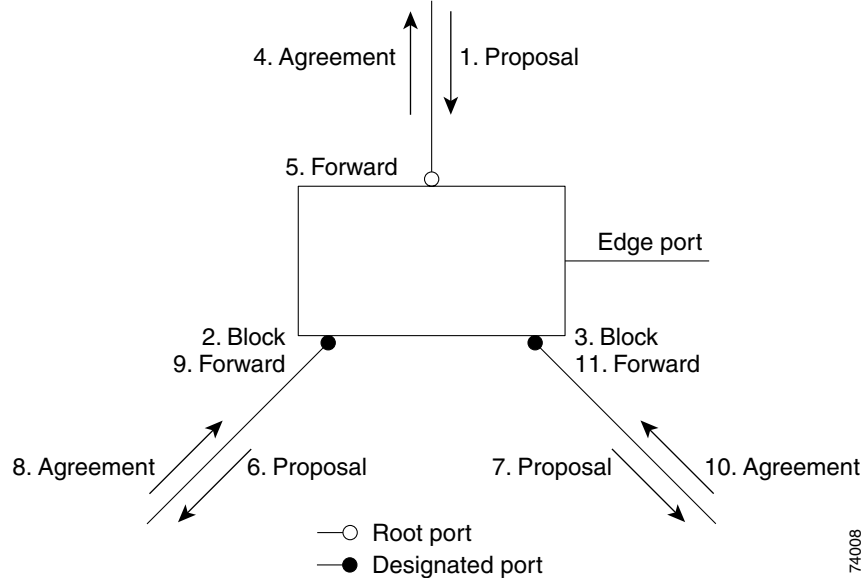 4. Agreement
1. Proposal
5. Forward
Edge port
2. Block
9. Forward
3. Block
11. Forward
8. Agreement
6. Proposal
7. Proposal
10. Agreement
Root port
Designated port
74008